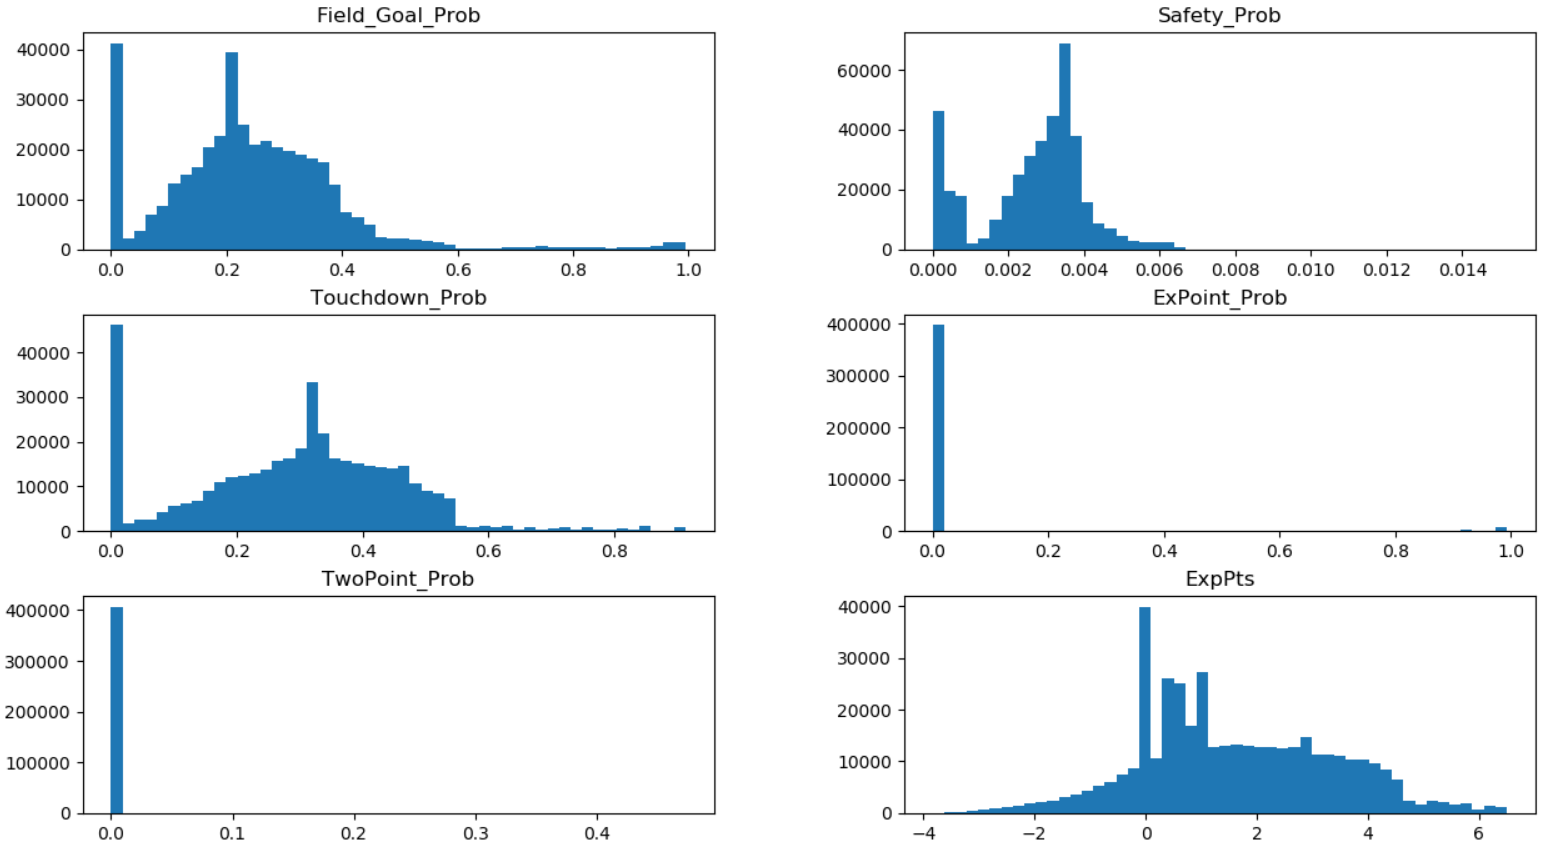 Field_Goal_Prob
40000
30000
20000
10000
0
0.0 0.2 0.4 0.6 0.8 1.0
Safety_Prob
60000
40000
20000
0
0.000 0.002 0.004 0.006 0.008 0.010 0.012 0.014
Touchdown_Prob
40000
30000
20000
10000
0
0.0 0.2 0.4 0.6 0.8
ExPoint_Prob
400000
300000
200000
100000
0
0.0 0.2 0.4 0.6 0.8 1.0
TwoPoint_Prob
400000
300000
200000
100000
0
0.0 0.1 0.2 0.3 0.4
ExpPts
40000
30000
20000
10000
0
−4 −2 0 2 4 6